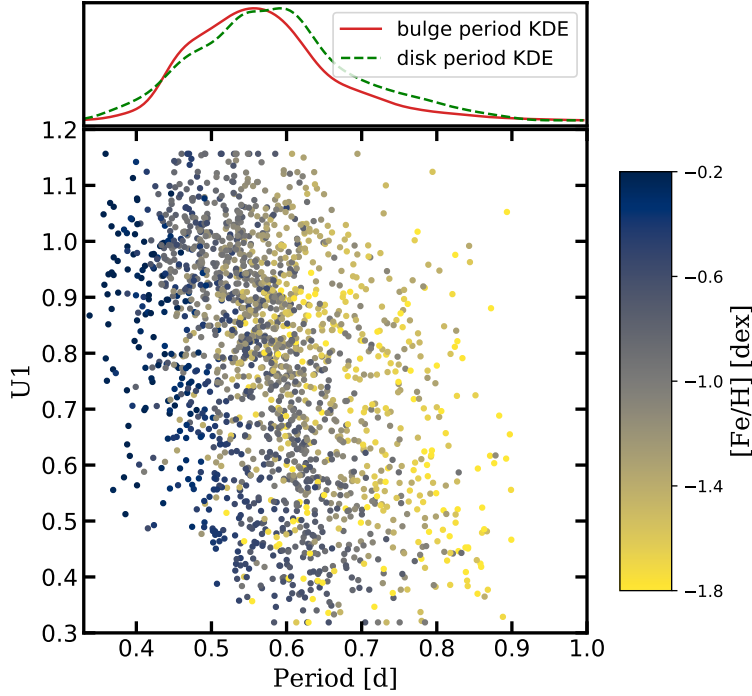 bulge period KDE
disk period KDE
1.2
1.1
1.0
0.9
0.8
0.7
0.6
0.5
0.4
0.3
U1
0.4 0.5 0.6 0.7 0.8 0.9 1.0
Period [d]
−0.2
−0.6
−1.0
−1.4
−1.8
[Fe/H] [dex]